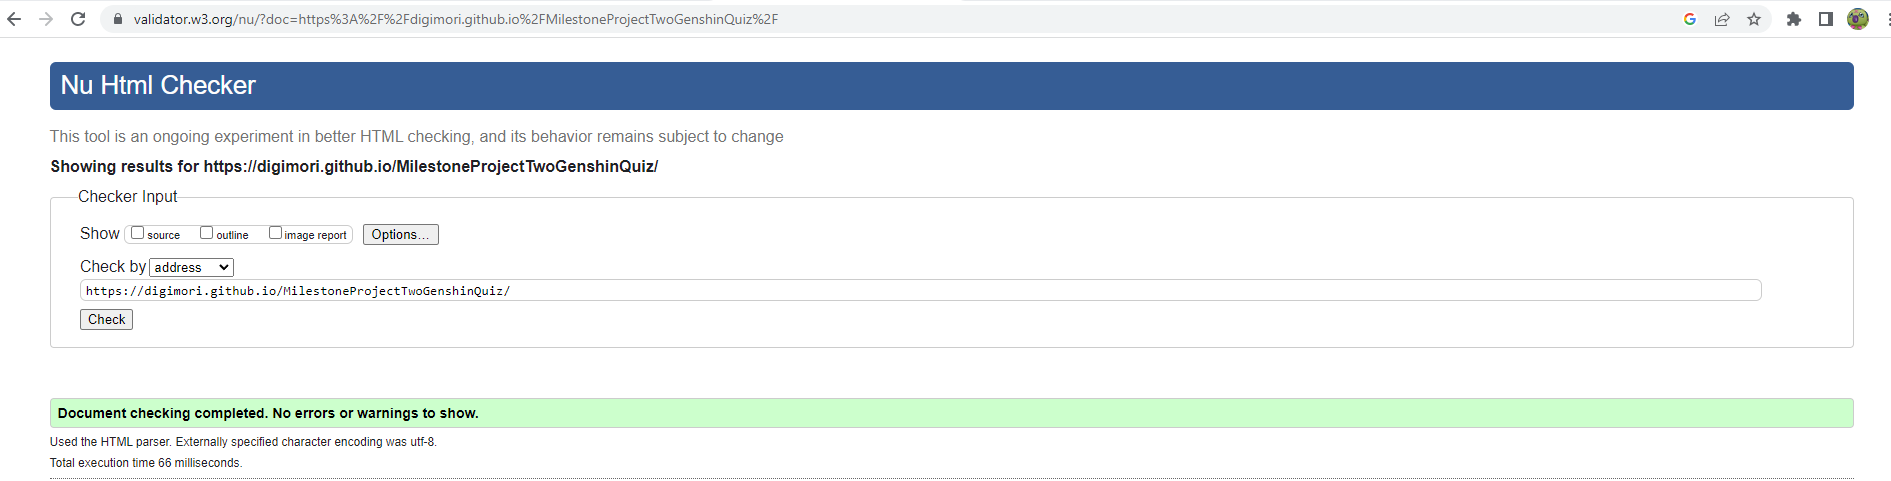 validator.w3.org/nu/?doc=https%3A%2F%2Fdigimori.github.io%2FMilestoneProjectTwoGenshinQuiz%2F
Nu Html Checker
This tool is an ongoing experiment in better HTML checking, and its behavior remains subject to change
Showing results for https://digimori.github.io/MilestoneProjectTwoGenshinQuiz/
Checker Input
Show source outline image report Options...
Check by address
https://digimori.github.io/MilestoneProjectTwoGenshinQuiz/
Check
Document checking completed. No errors or warnings to show.
Used the HTML parser. Externally specified character encoding was utf-8.
Total execution time 66 milliseconds.